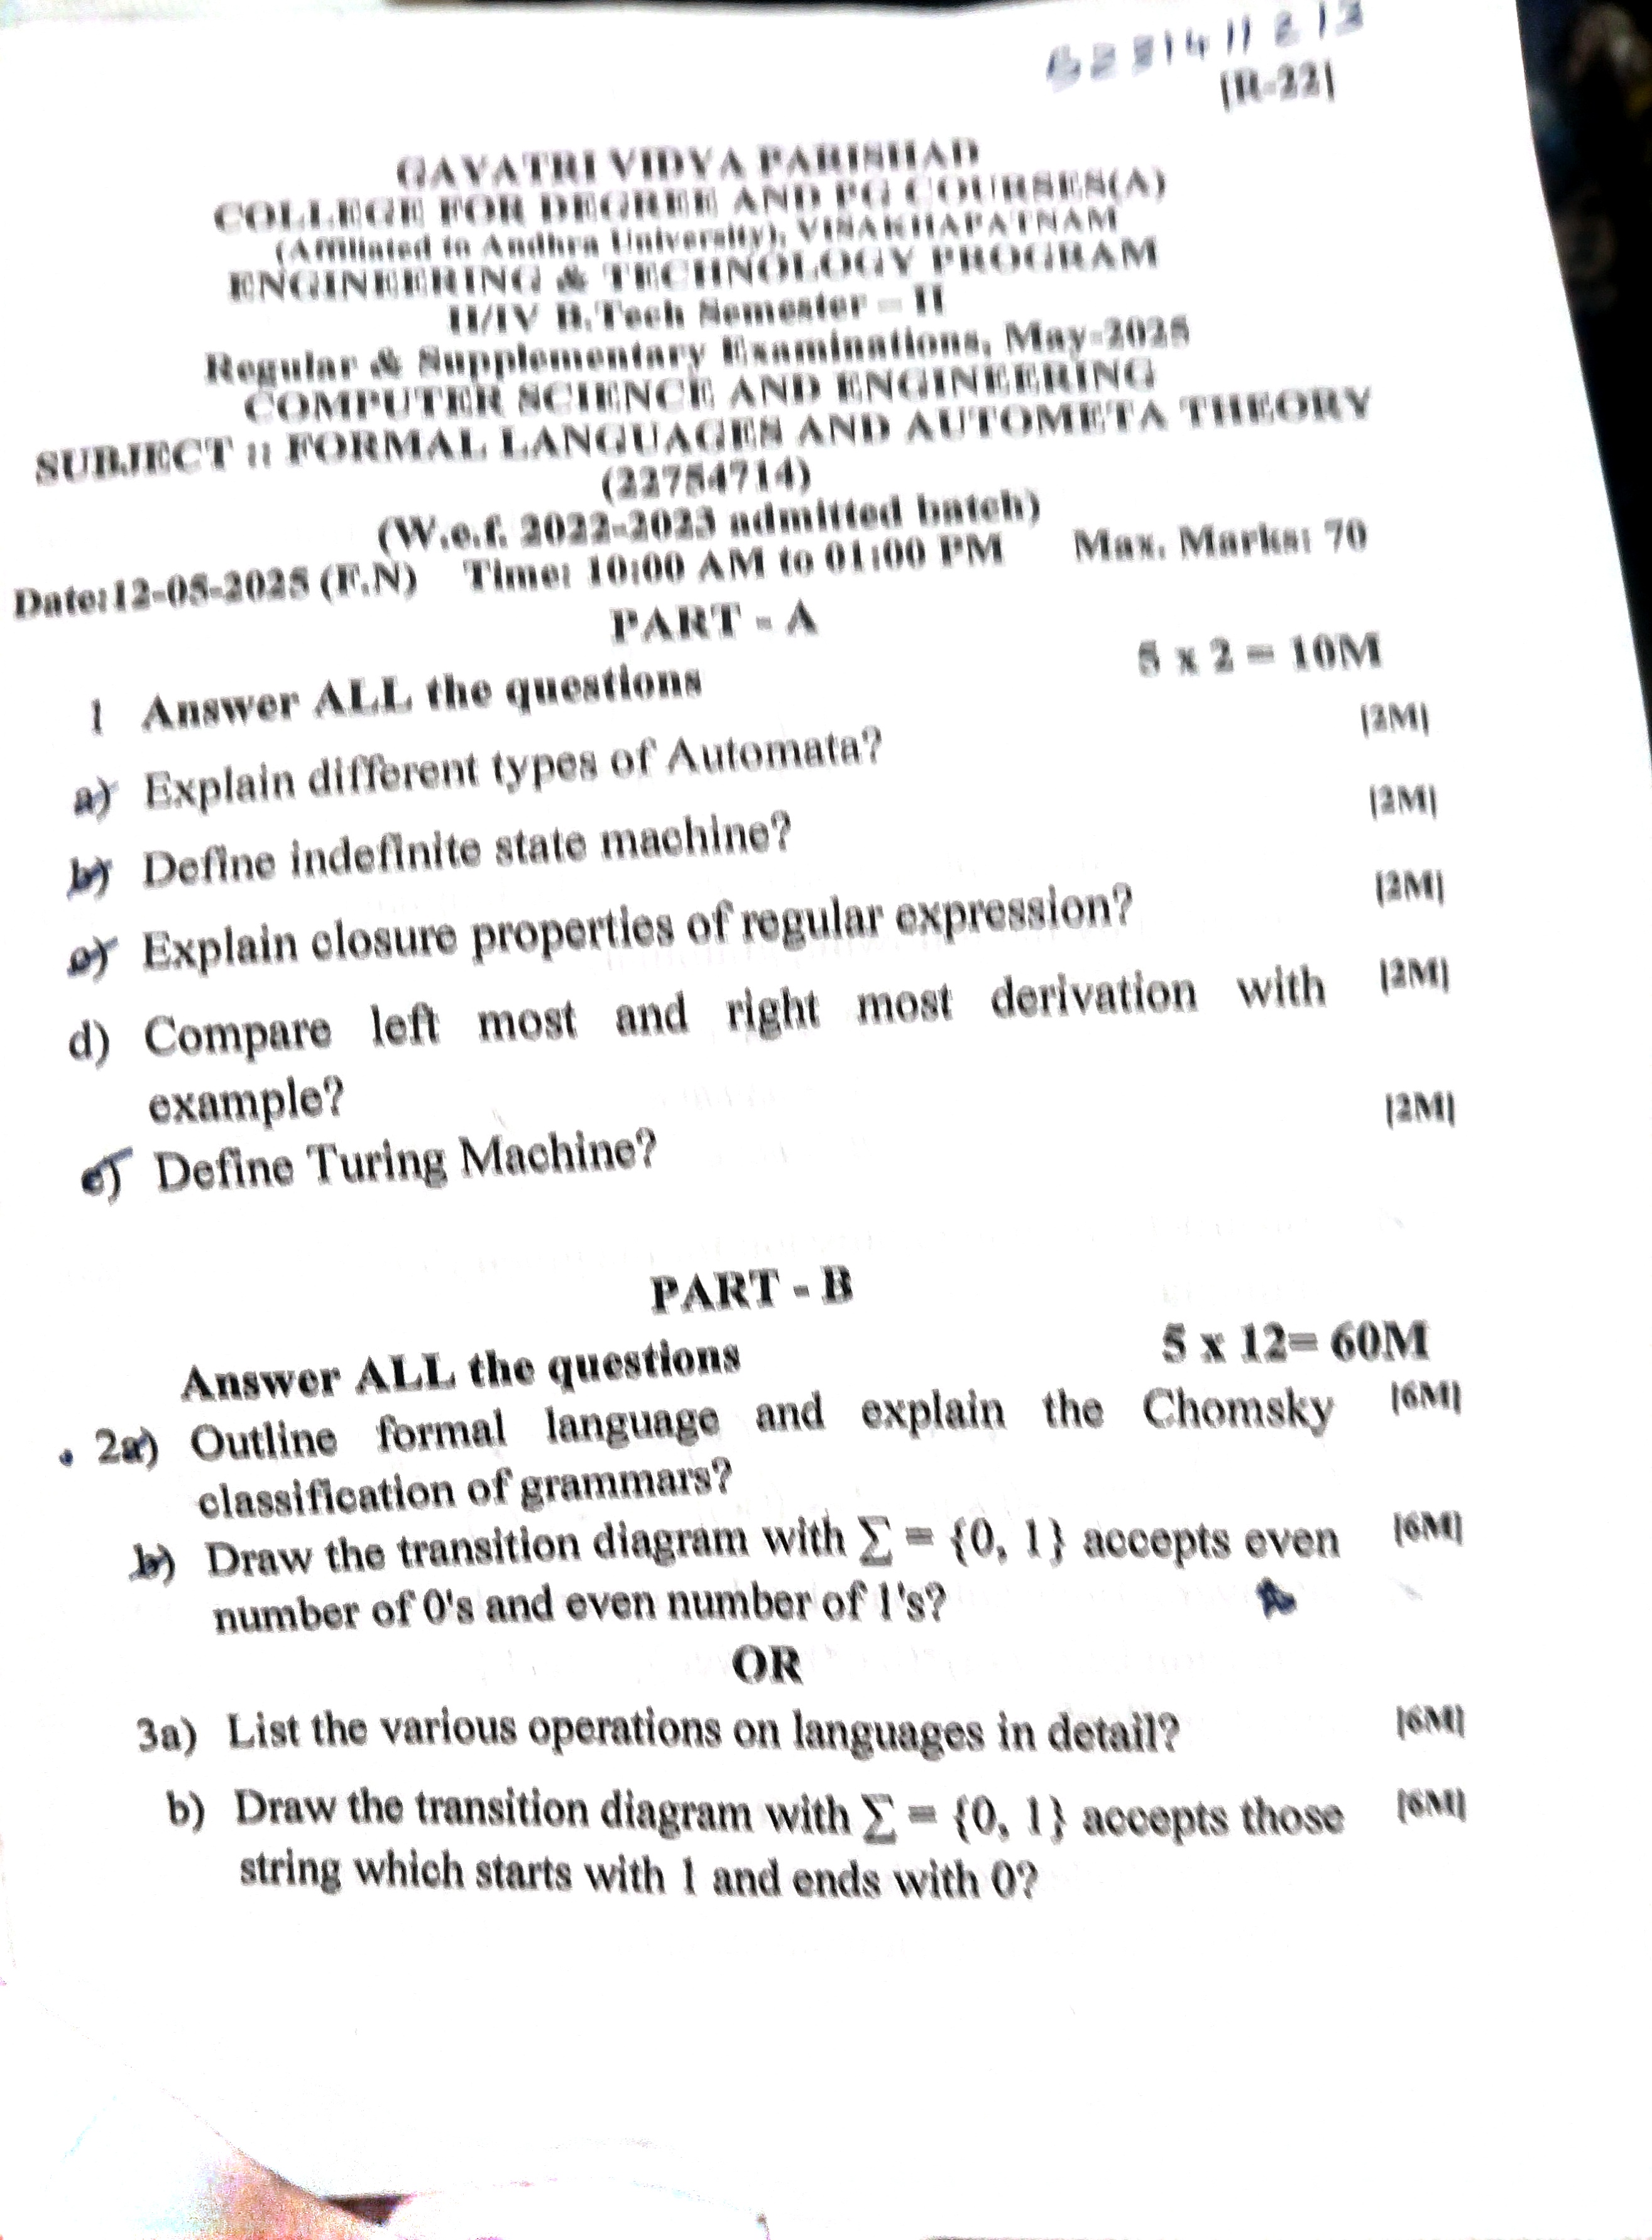 [R-22]
GAYATRI VIDYA PARISHAD
COLLEGE FOR DEGREE AND PG COURSES(A)
(Affiliated to Andhra University), VISAKHAPATNAM
ENGINEERING & TECHNOLOGY PROGRAM
II/IV B.Tech Semester – II
Regular & Supplementary Examinations, May-2025
COMPUTER SCIENCE AND ENGINEERING
SUBJECT :: FORMAL LANGUAGES AND AUTOMETA THEORY
(22754714)
(W.e.f. 2022-2023 admitted batch)
Date:12-05-2025 (F.N) Time: 10:00 AM to 01:00 PM Max. Marks: 70
PART - A
1 Answer ALL the questions 5 x 2 = 10M
a) Explain different types of Automata? [2M]
b) Define indefinite state machine? [2M]
c) Explain closure properties of regular expression? [2M]
d) Compare left most and right most derivation with [2M]
example?
e) Define Turing Machine? [2M]
PART - B
Answer ALL the questions 5 x 12= 60M
2a) Outline formal language and explain the Chomsky [6M]
classification of grammars?
b) Draw the transition diagram with ∑ = {0, 1} accepts even [6M]
number of 0's and even number of 1's?
OR
3a) List the various operations on languages in detail? [6M]
b) Draw the transition diagram with ∑ = {0, 1} accepts those [6M]
string which starts with 1 and ends with 0?